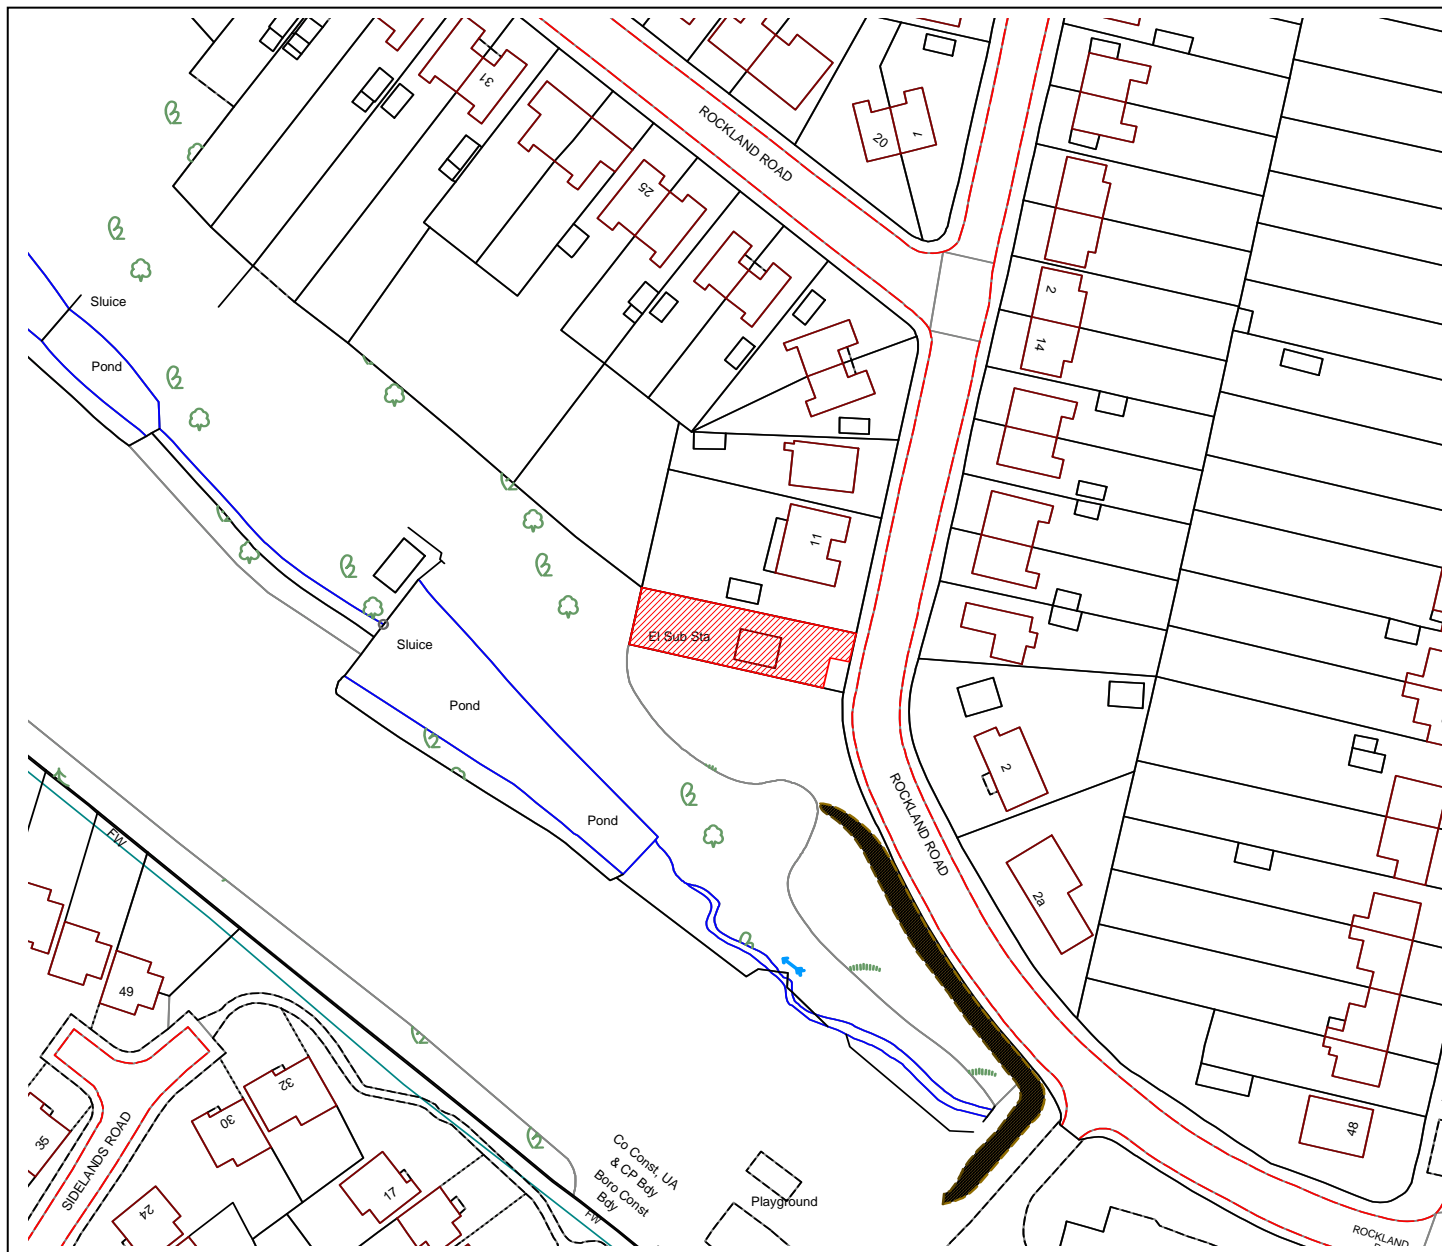 31
ROCKLAND ROAD
20
1
25
2
14
Sluice
Pond
11
El Sub Sta
Sluice
Pond
Pond
2
ROCKLAND ROAD
2a
FW
49
32
30
35
SIDELANDS ROAD
24
17
Co Const, UA
& CP Bdy
Boro Const
Bdy
FW
Playground
48
ROCKLAND